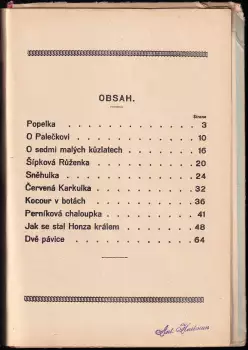 OBSAH.
Strana
Popelka . . . . . . . . . . . . 3
O Palečkovi . . . . . . . . . . 10
O sedmi malých kůzlatech . . . . . 16
Šípková Růženka . . . . . . . . 20
Sněhulka . . . . . . . . . . . 24
Červená Karkulka . . . . . . . . 32
Kocour v botách . . . . . . . . 36
Perníková chaloupka . . . . . . . 41
Jak se stal Honza králem . . . . . 48
Dvě pávice . . . . . . . . . . 64